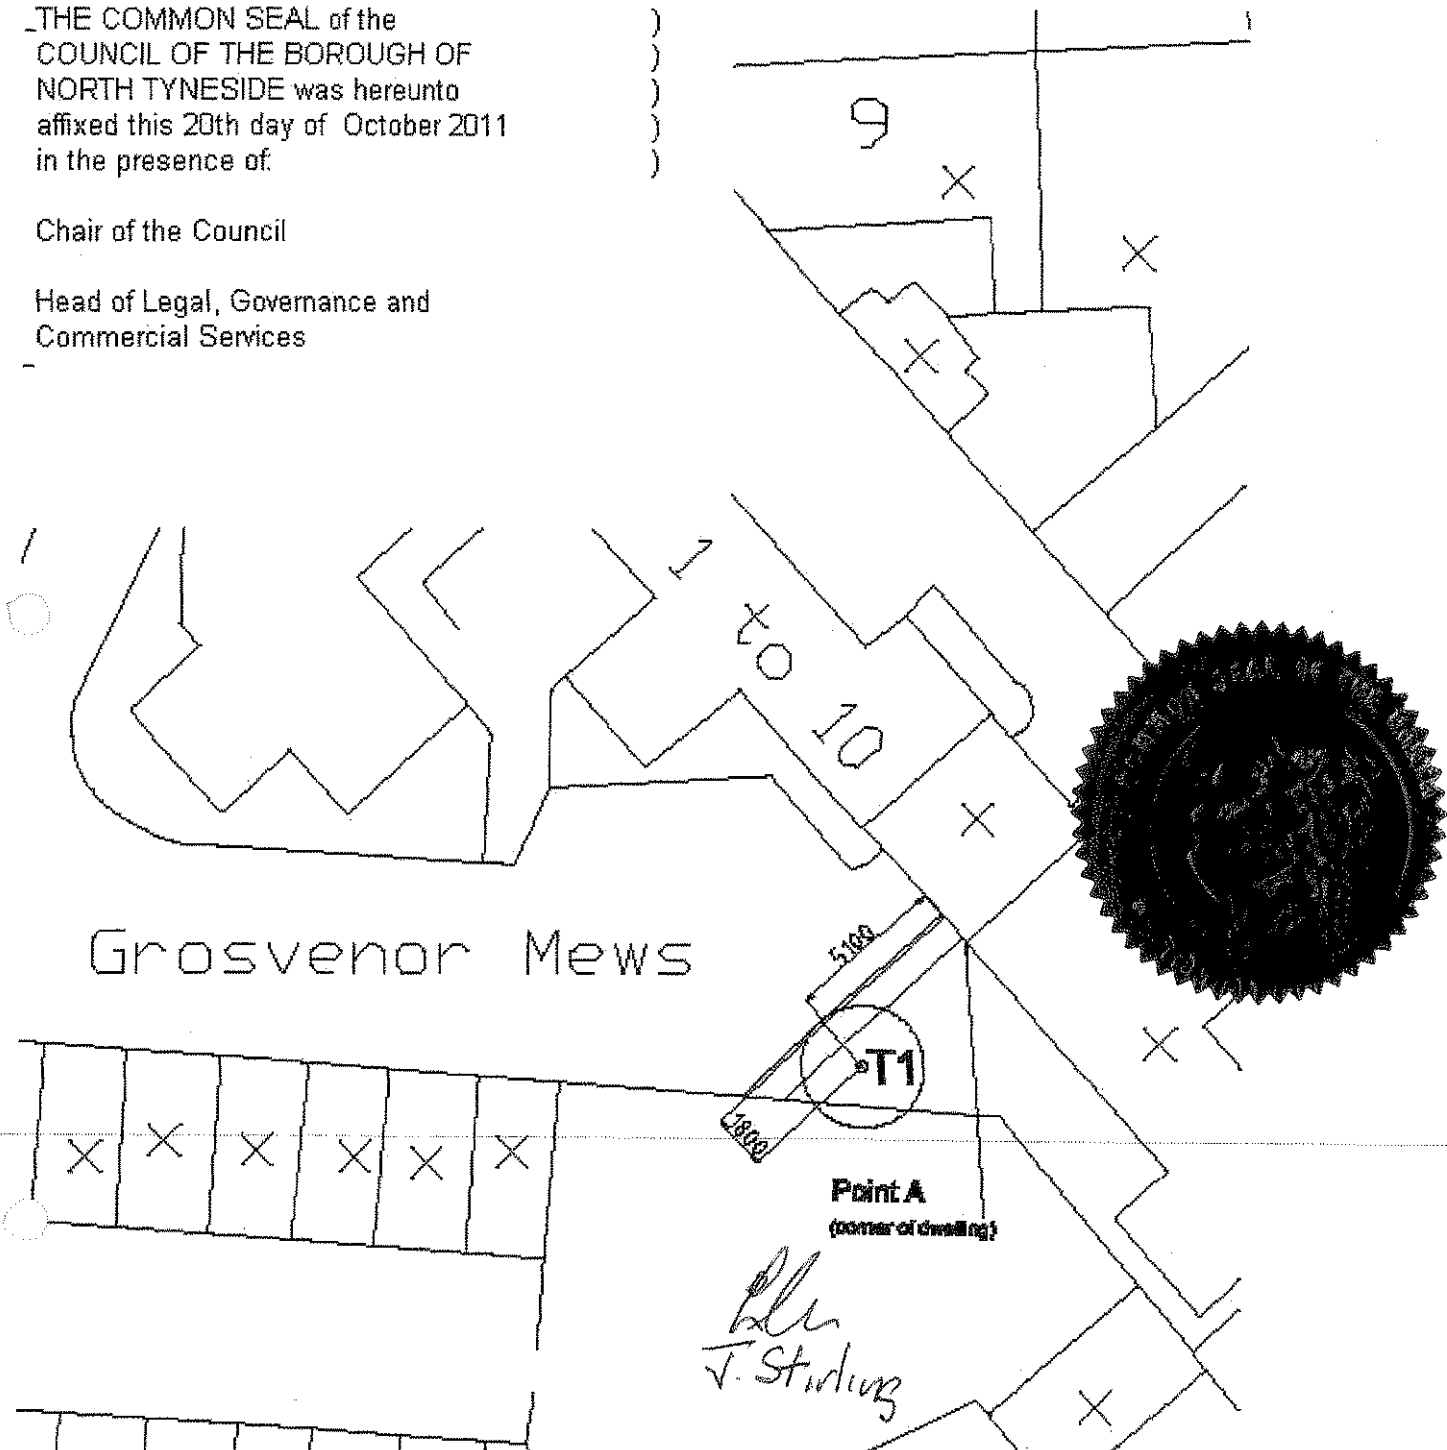 THE COMMON SEAL of the )
COUNCIL OF THE BOROUGH OF )
NORTH TYNESIDE was hereunto )
affixed this 20th day of October 2011 )
in the presence of: )
Chair of the Council
Head of Legal, Governance and
Commercial Services
9
1 to 10
Grosvenor Mews
5100
T1
1800
Point A
(corner of dwelling)
J. Stirling